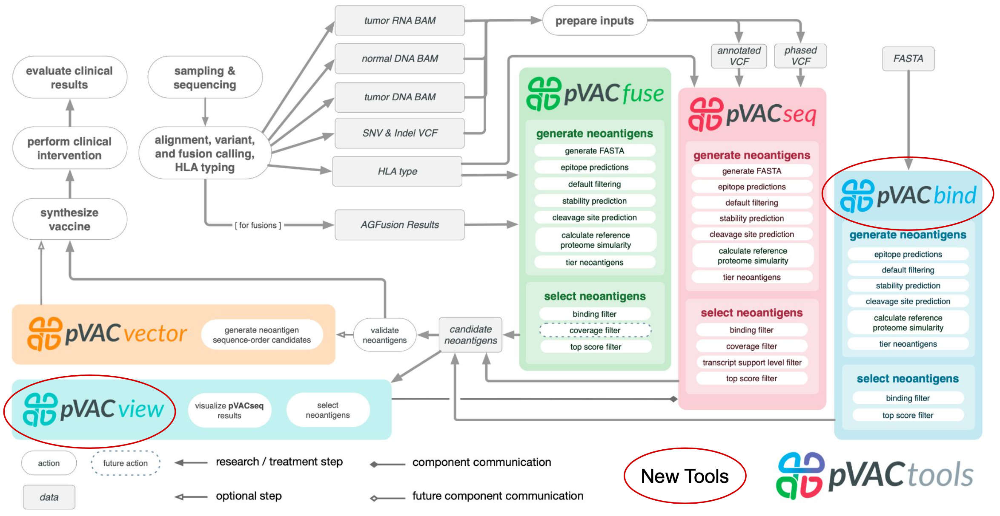 evaluate clinical
results
perform clinical
intervention
synthesize
vaccine
sampling &
sequencing
alignment, variant,
and fusion calling,
HLA typing
[ for fusions ]
tumor RNA BAM
normal DNA BAM
tumor DNA BAM
SNV & Indel VCF
HLA type
AGFusion Results
prepare inputs
annotated
VCF
phased
VCF
FASTA
pVACfuse
generate neoantigens
generate FASTA
epitope predictions
default filtering
stability prediction
cleavage site prediction
calculate reference
proteome simularity
tier neoantigens
select neoantigens
binding filter
coverage filter
top score filter
pVACseq
generate neoantigens
generate FASTA
epitope predictions
default filtering
stability prediction
cleavage site prediction
calculate reference
proteome simularity
tier neoantigens
select neoantigens
binding filter
coverage filter
transcript support level filter
top score filter
pVACbind
generate neoantigens
epitope predictions
default filtering
stability prediction
cleavage site prediction
calculate reference
proteome simularity
tier neoantigens
select neoantigens
binding filter
top score filter
candidate
neoantigens
validate
neoantigens
pVACvector
generate neoantigen
sequence-order candidates
pVACview
visualize pVACseq
results
select
neoantigens
action
future action
data
research / treatment step
optional step
component communication
future component communication
New Tools
pVACtools